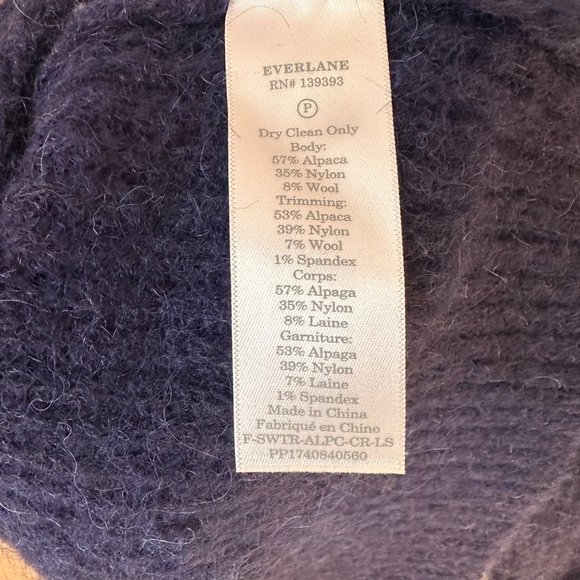 EVERLANE
RN# 139393
P
Dry Clean Only
Body:
57% Alpaca
35% Nylon
8% Wool
Trimming:
53% Alpaca
39% Nylon
7% Wool
1% Spandex
Corps:
57% Alpaga
35% Nylon
8% Laine
Garniture:
53% Alpaga
39% Nylon
7% Laine
1% Spandex
Made in China
Fabriqué en Chine
F-SWTR-ALPC-CR-LS
PP1740840560